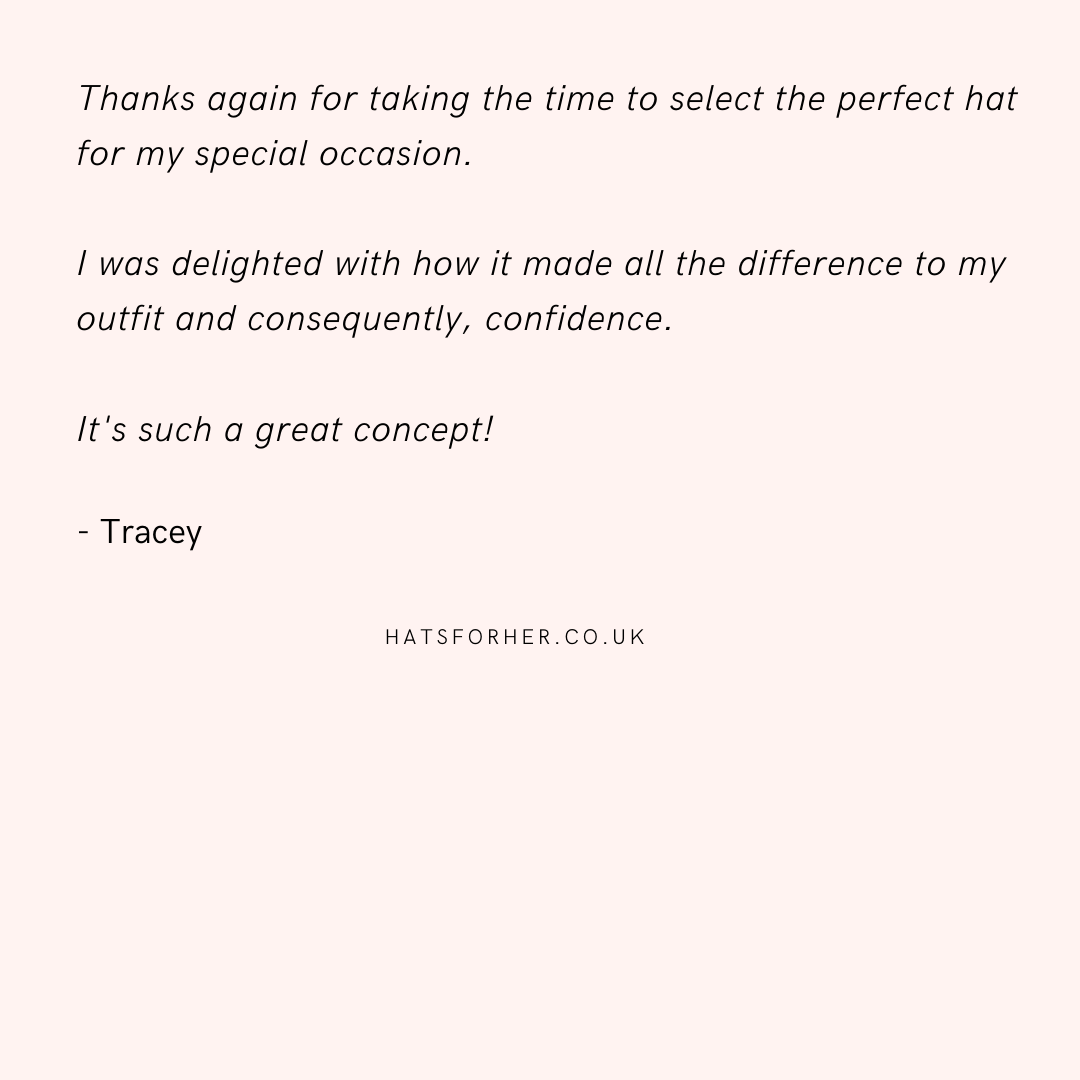 Thanks again for taking the time to select the perfect hat
for my special occasion.
I was delighted with how it made all the difference to my
outfit and consequently, confidence.
It's such a great concept!
- Tracey
HATSFORHER.CO.UK